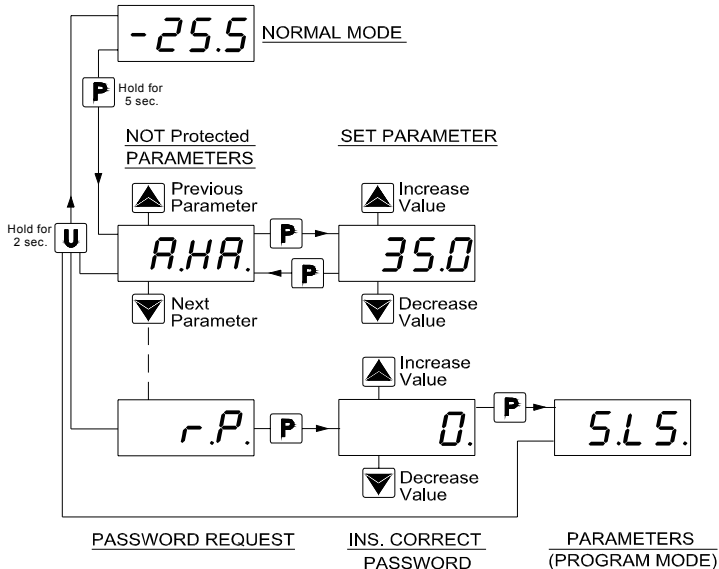 -25.5
NORMAL MODE
P
Hold for
5 sec.
NOT Protected
PARAMETERS
SET PARAMETER
Previous
Parameter
Increase
Value
Hold for
2 sec.
U
A.HA.
P
P
35.0
Next
Parameter
Decrease
Value
Increase
Value
r.P.
P
0.
P
S.LS.
Decrease
Value
PASSWORD REQUEST
INS. CORRECT
PASSWORD
PARAMETERS
(PROGRAM MODE)